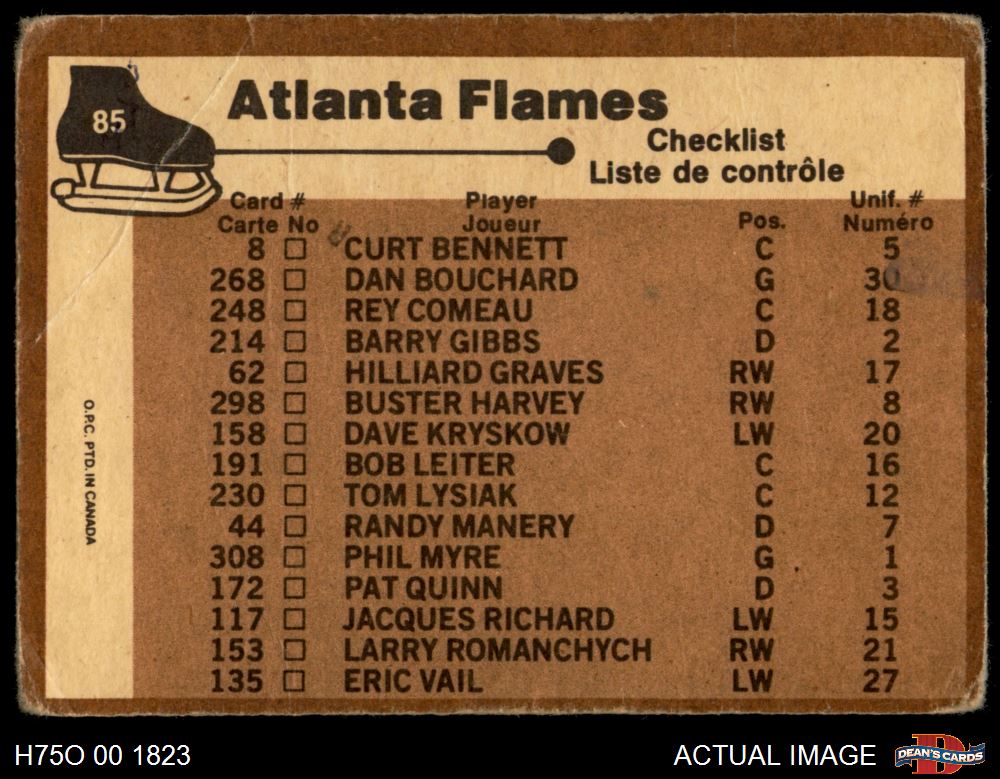 85
Atlanta Flames
Checklist
Liste de contrôle
Card # Player Unif. #
Carte No Joueur Pos. Numéro
8 □ CURT BENNETT C 5
268 □ DAN BOUCHARD G 30
248 □ REY COMEAU C 18
214 □ BARRY GIBBS D 2
62 □ HILLIARD GRAVES RW 17
298 □ BUSTER HARVEY RW 8
158 □ DAVE KRYSKOW LW 20
191 □ BOB LEITER C 16
230 □ TOM LYSIAK C 12
44 □ RANDY MANERY D 7
308 □ PHIL MYRE G 1
172 □ PAT QUINN D 3
117 □ JACQUES RICHARD LW 15
153 □ LARRY ROMANCHYCH RW 21
135 □ ERIC VAIL LW 27
O.P.C. PTD. IN CANADA
H75O 00 1823
ACTUAL IMAGE
DEAN'S CARDS